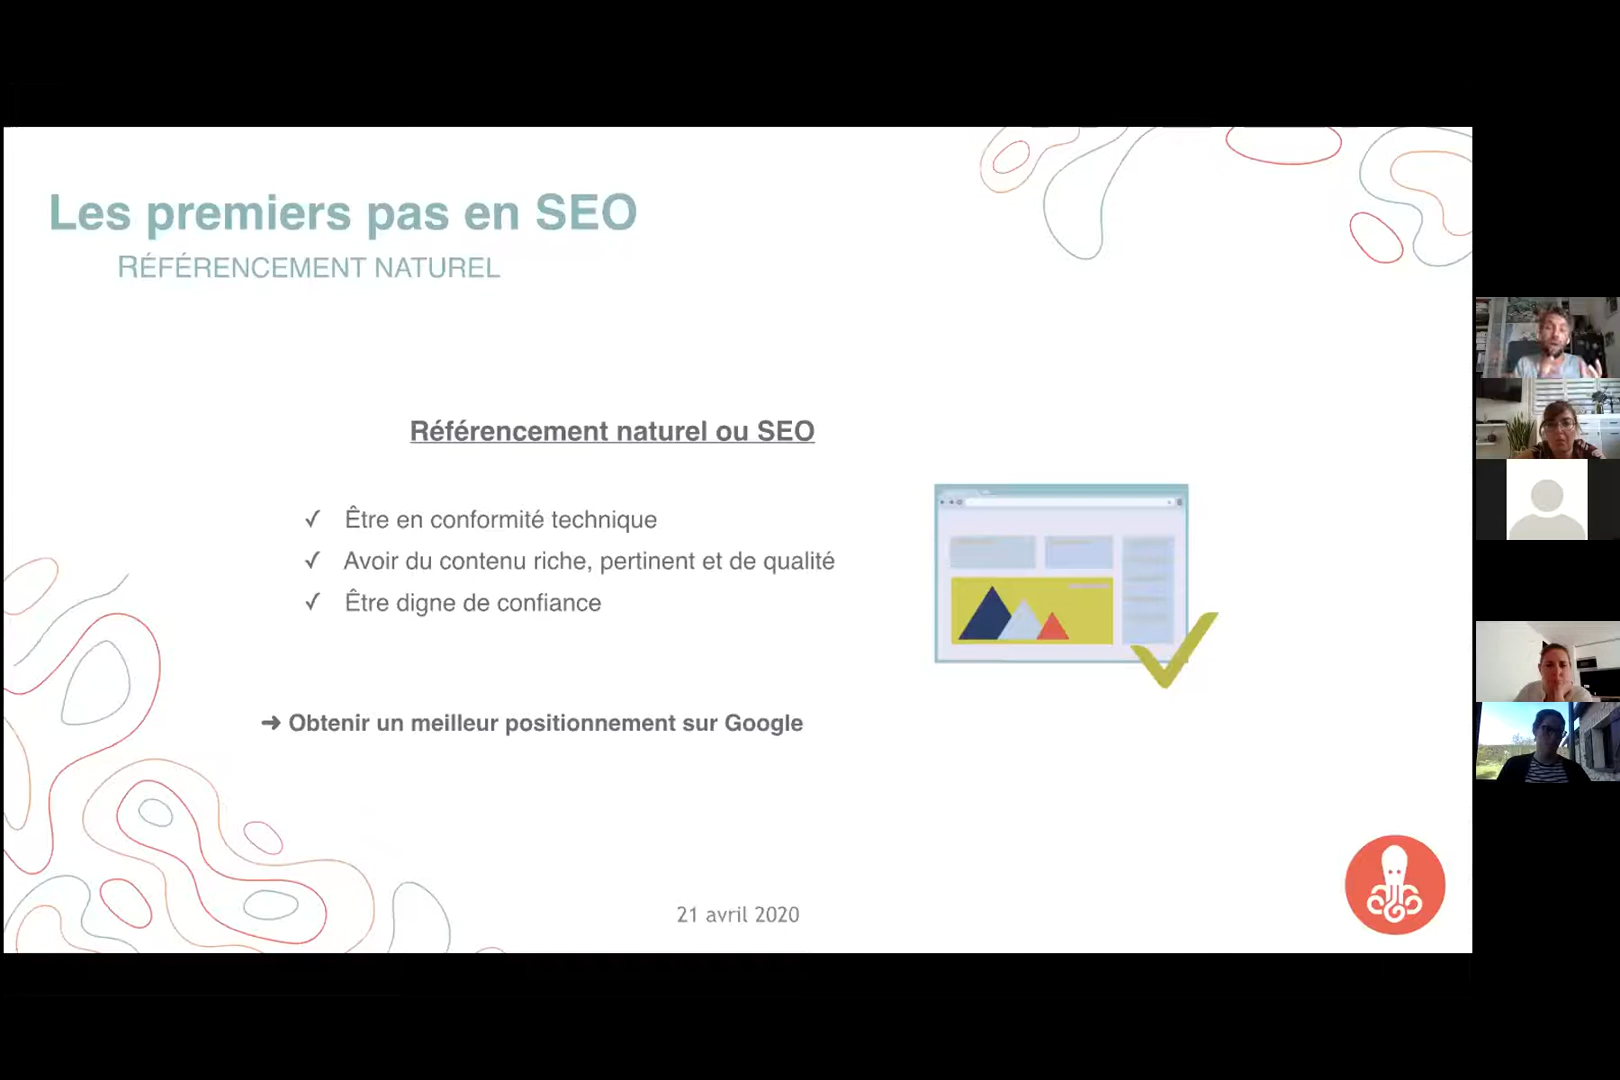 Les premiers pas en SEO
RÉFÉRENCEMENT NATUREL
Référencement naturel ou SEO
✓ Être en conformité technique
✓ Avoir du contenu riche, pertinent et de qualité
✓ Être digne de confiance
➔ Obtenir un meilleur positionnement sur Google
21 avril 2020